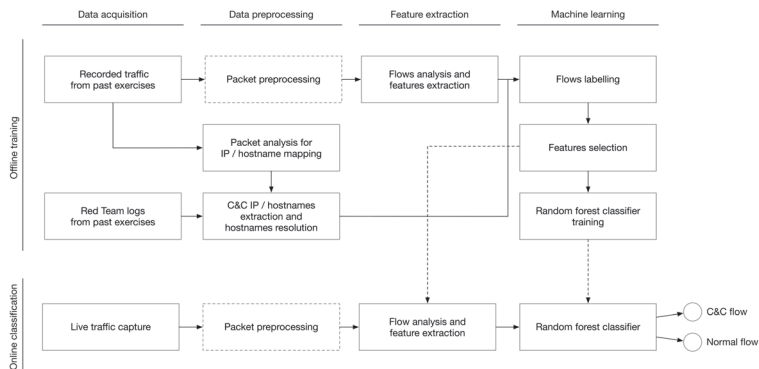 Data acquisition
Data preprocessing
Feature extraction
Machine learning
Offline training
Recorded traffic
from past exercises
Packet preprocessing
Flows analysis and
features extraction
Flows labelling
Packet analysis for
IP / hostname mapping
Features selection
Red Team logs
from past exercises
C&C IP / hostnames
extraction and
hostnames resolution
Random forest classifier
training
Online classification
Live traffic capture
Packet preprocessing
Flow analysis and
feature extraction
Random forest classifier
C&C flow
Normal flow